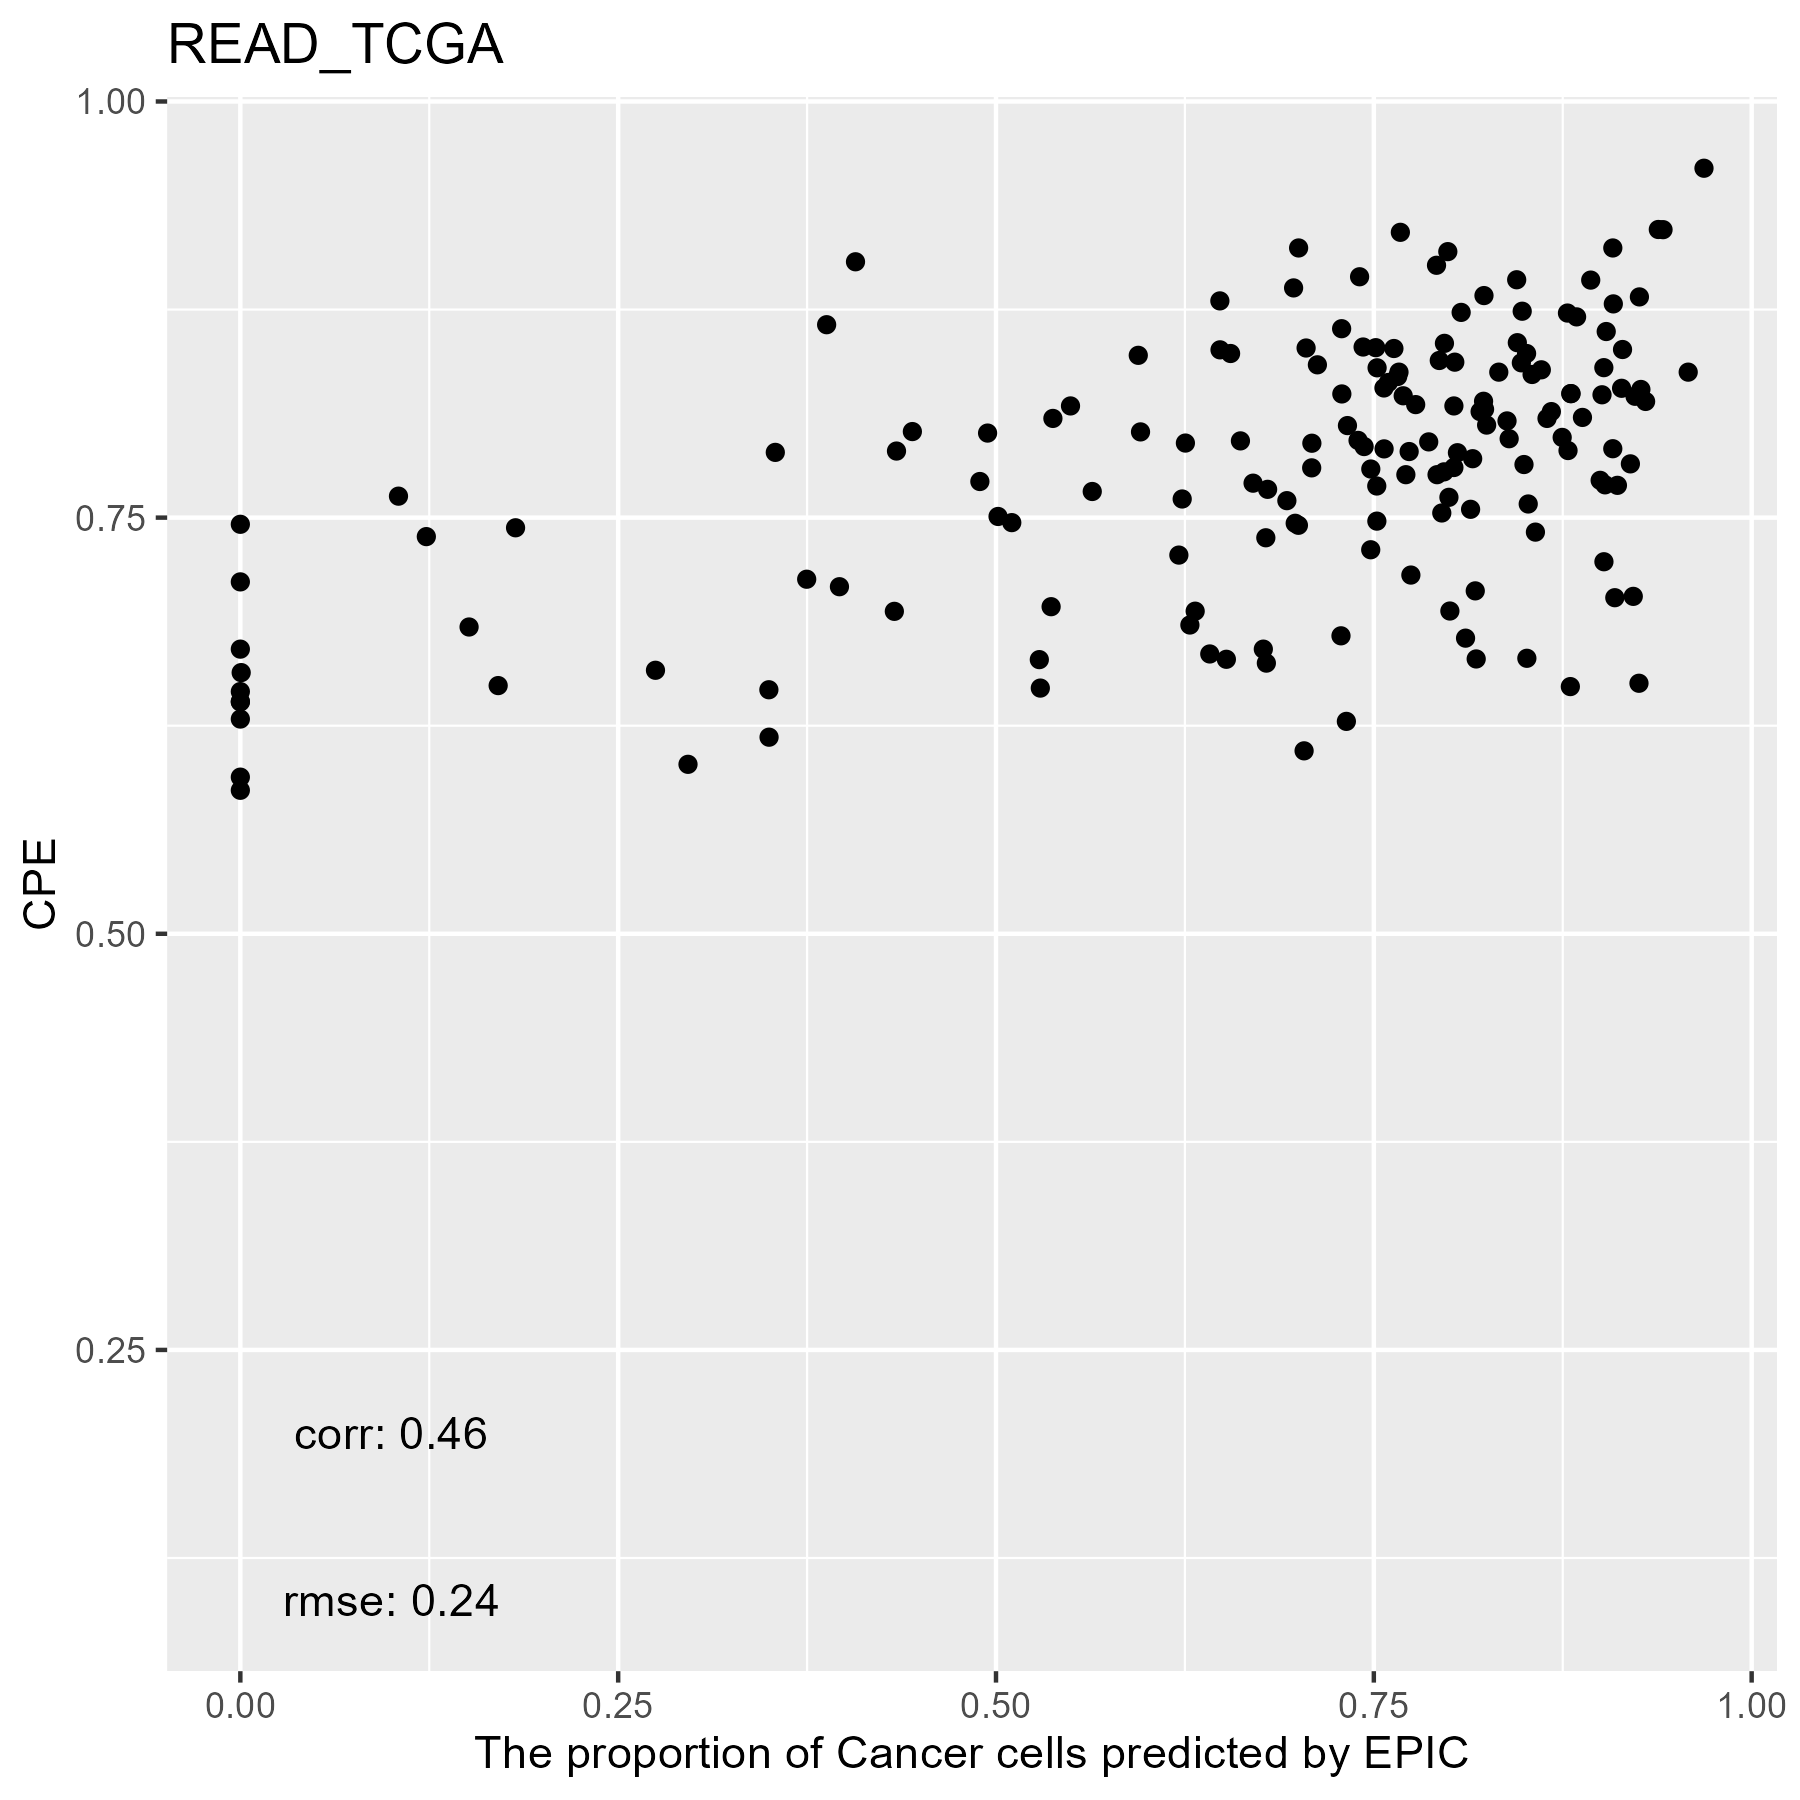 READ_TCGA
1.00
0.75
0.50
0.25
CPE
corr: 0.46
rmse: 0.24
0.00 0.25 0.50 0.75 1.00
The proportion of Cancer cells predicted by EPIC